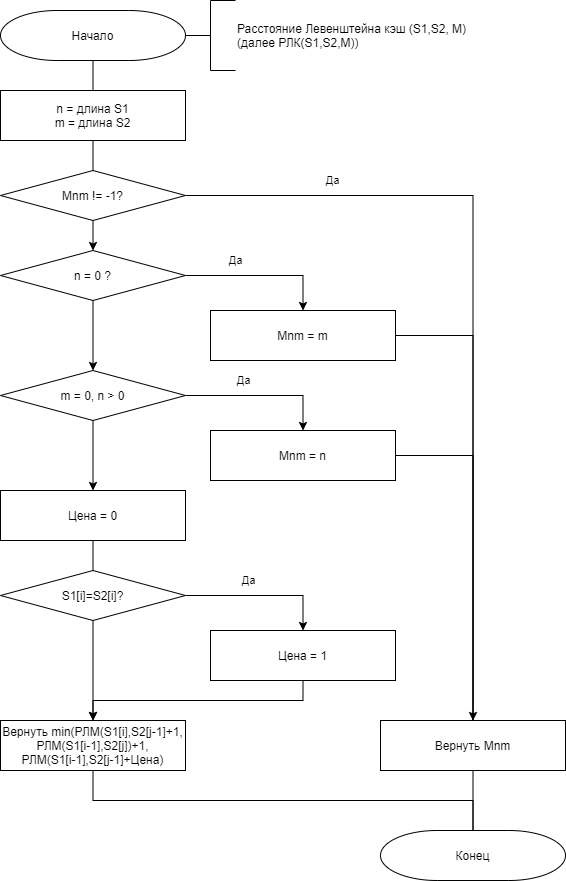 Начало
Расстояние Левенштейна кэш (S1,S2, M)
(далее РЛК(S1,S2,M))
n = длина S1
m = длина S2
Mnm != -1?
Да
n = 0 ?
Да
Mnm = m
m = 0, n > 0
Да
Mnm = n
Цена = 0
S1[i]=S2[i]?
Да
Цена = 1
Вернуть min(РЛМ(S1[i],S2[j-1]+1,
РЛМ(S1[i-1],S2[j])+1,
РЛМ(S1[i-1],S2[j-1]+Цена)
Вернуть Mnm
Конец